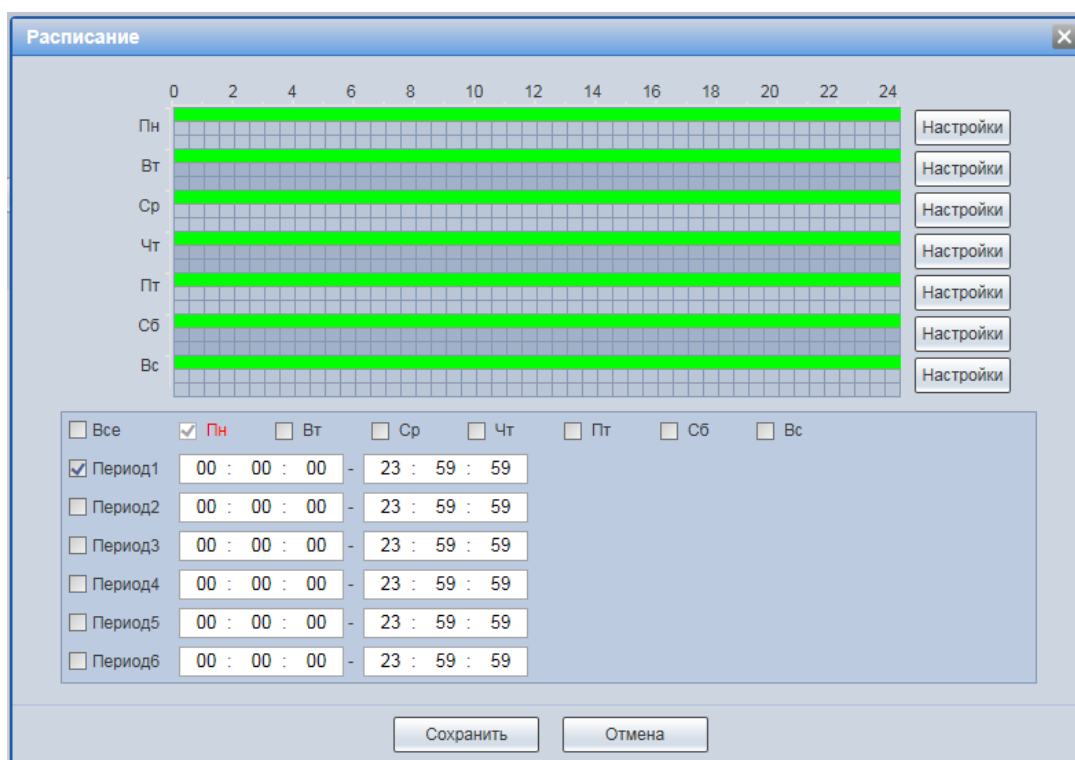 Расписание
0 2 4 6 8 10 12 14 16 18 20 22 24
Пн Настройки
Вт Настройки
Ср Настройки
Чт Настройки
Пт Настройки
Сб Настройки
Вс Настройки
Все Пн Вт Ср Чт Пт Сб Вс
Период1 00 : 00 : 00 - 23 : 59 : 59
Период2 00 : 00 : 00 - 23 : 59 : 59
Период3 00 : 00 : 00 - 23 : 59 : 59
Период4 00 : 00 : 00 - 23 : 59 : 59
Период5 00 : 00 : 00 - 23 : 59 : 59
Период6 00 : 00 : 00 - 23 : 59 : 59
Сохранить Отмена